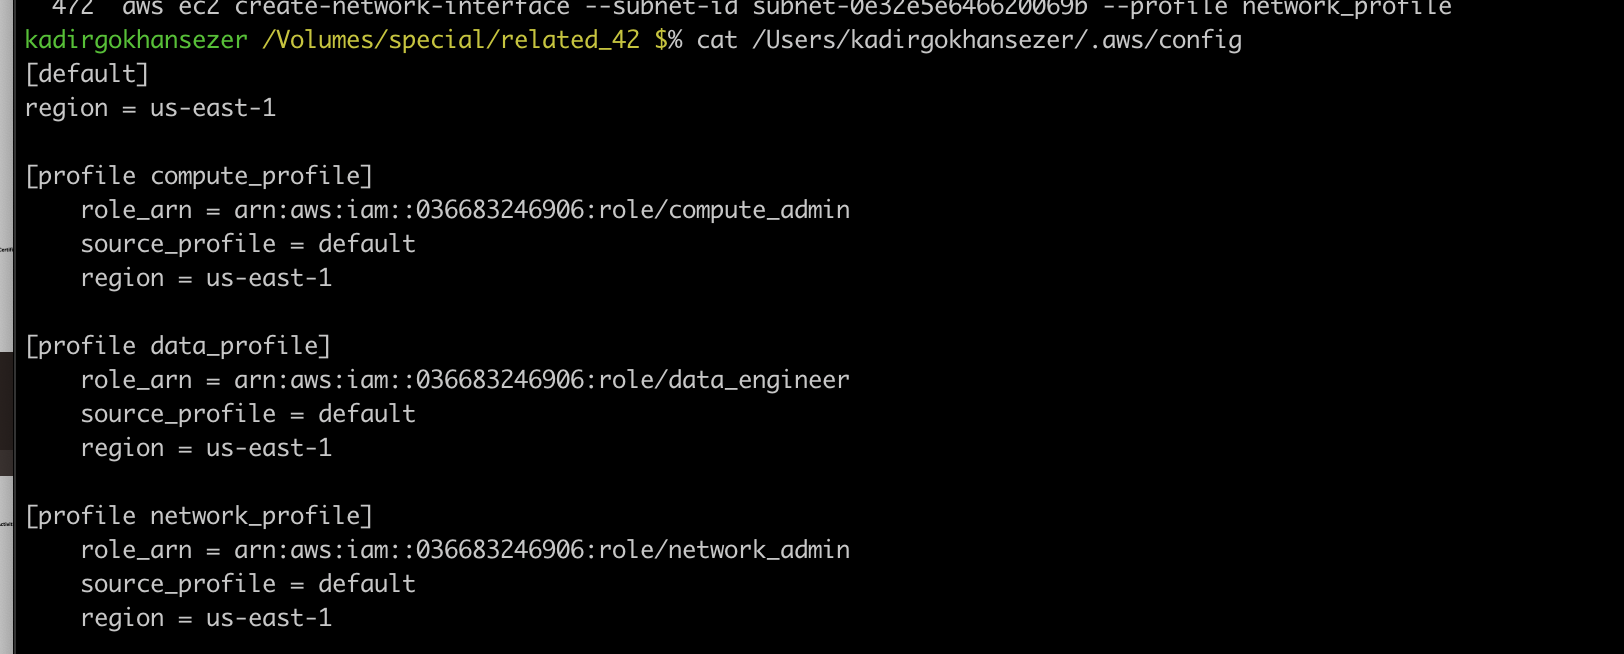 472  aws ec2 create-network-interface --subnet-id subnet-0e32e5e646620069b --profile network_profile
kadirgokhansezer /Volumes/special/related_42 $% cat /Users/kadirgokhansezer/.aws/config
[default]
region = us-east-1
[profile compute_profile]
role_arn = arn:aws:iam::036683246906:role/compute_admin
source_profile = default
region = us-east-1
[profile data_profile]
role_arn = arn:aws:iam::036683246906:role/data_engineer
source_profile = default
region = us-east-1
[profile network_profile]
role_arn = arn:aws:iam::036683246906:role/network_admin
source_profile = default
region = us-east-1